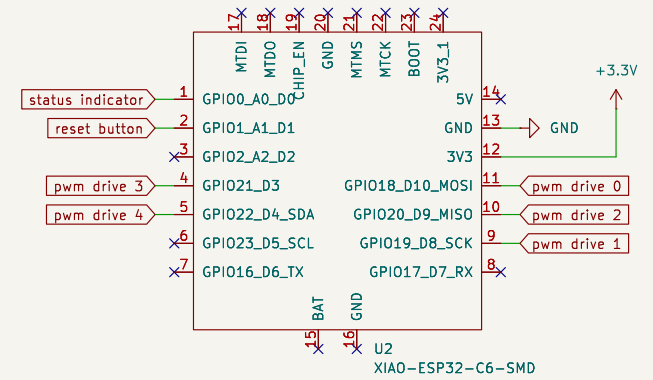 17 18 19 20 21 22 23 24
MTDI MTDO CHIP_EN GND MTMS MTCK BOOT 3V3_1
+3.3V
status indicator 1 GPIO0_A0_D0 5V 14
reset button 2 GPIO1_A1_D1 GND 13 GND
3 GPIO2_A2_D2 3V3 12
pwm drive 3 4 GPIO21_D3 GPIO18_D10_MOSI 11 pwm drive 0
pwm drive 4 5 GPIO22_D4_SDA GPIO20_D9_MISO 10 pwm drive 2
6 GPIO23_D5_SCL GPIO19_D8_SCK 9 pwm drive 1
7 GPIO16_D6_TX GPIO17_D7_RX 8
BAT GND
15 16
U2
XIAO-ESP32-C6-SMD